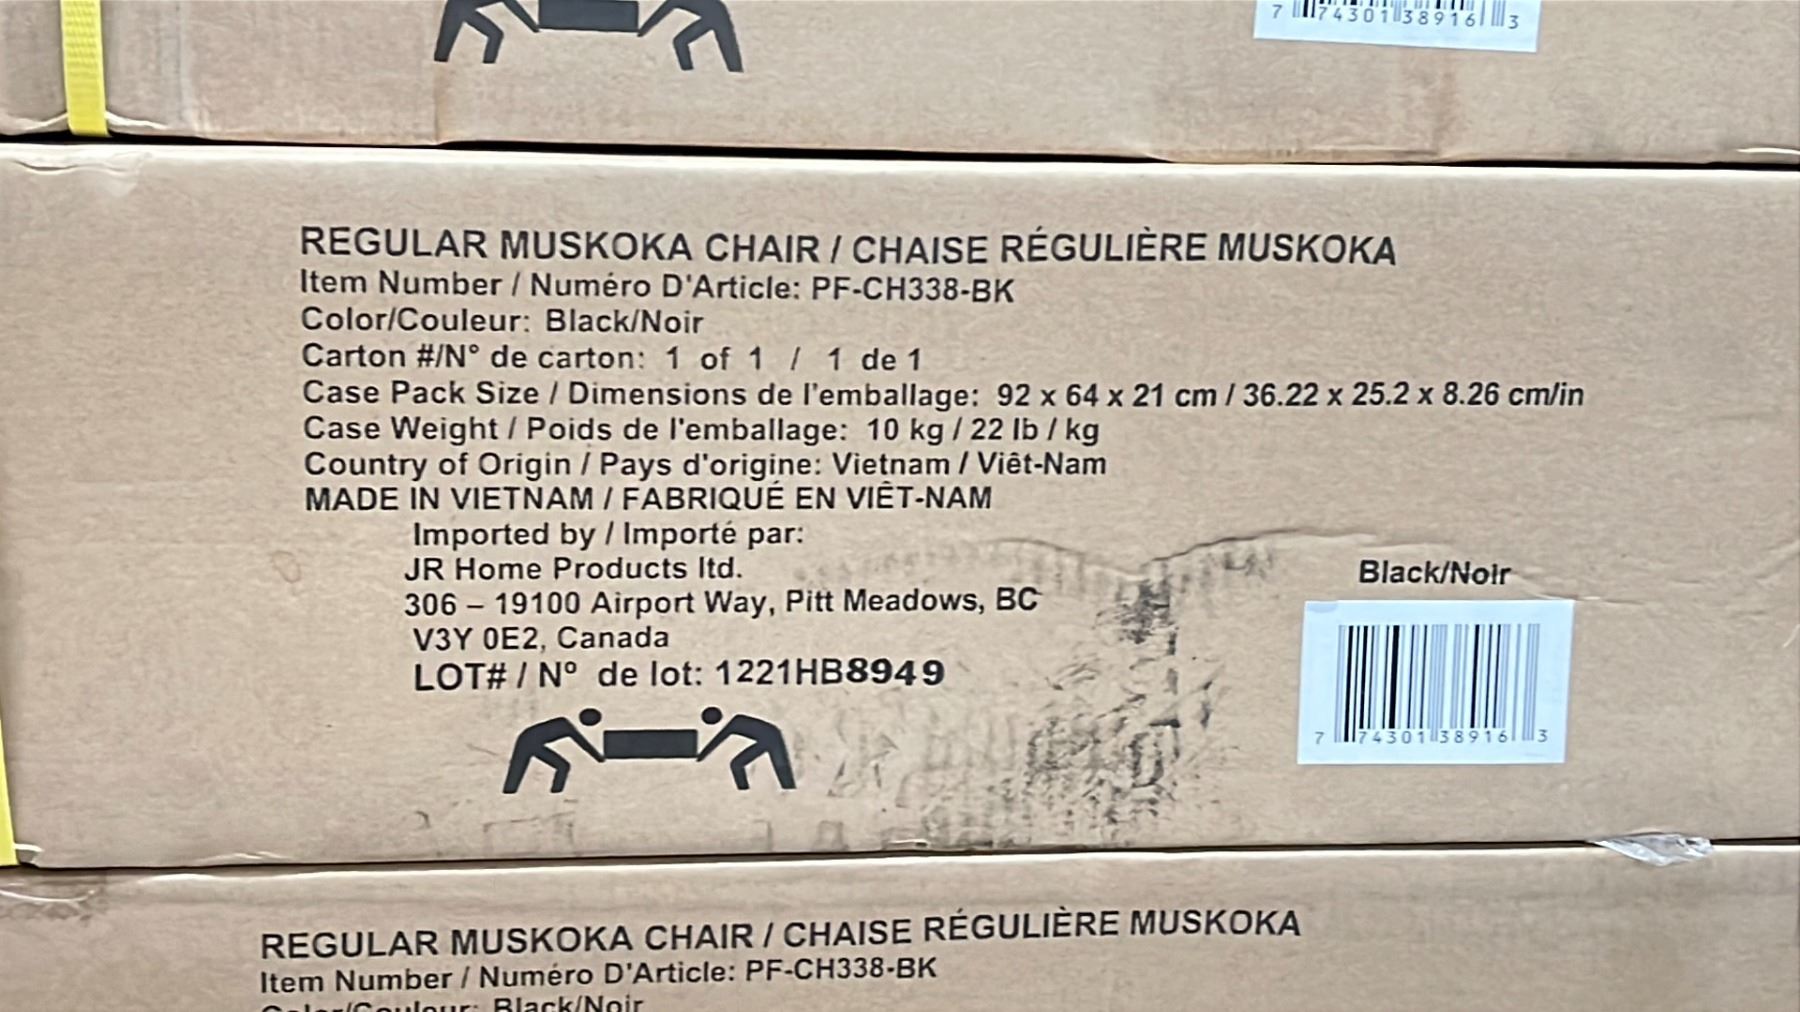 7 74301 38916 3
REGULAR MUSKOKA CHAIR / CHAISE RÉGULIÈRE MUSKOKA
Item Number / Numéro D'Article: PF-CH338-BK
Color/Couleur: Black/Noir
Carton #/N° de carton: 1 of 1 / 1 de 1
Case Pack Size / Dimensions de l'emballage: 92 x 64 x 21 cm / 36.22 x 25.2 x 8.26 cm/in
Case Weight / Poids de l'emballage: 10 kg / 22 lb / kg
Country of Origin / Pays d'origine: Vietnam / Viêt-Nam
MADE IN VIETNAM / FABRIQUÉ EN VIÊT-NAM
Imported by / Importé par:
JR Home Products ltd.
306 – 19100 Airport Way, Pitt Meadows, BC
V3Y 0E2, Canada
LOT# / N° de lot: 1221HB8949
Black/Noir
7 74301 38916 3
REGULAR MUSKOKA CHAIR / CHAISE RÉGULIÈRE MUSKOKA
Item Number / Numéro D'Article: PF-CH338-BK
Color/Couleur: Black/Noir